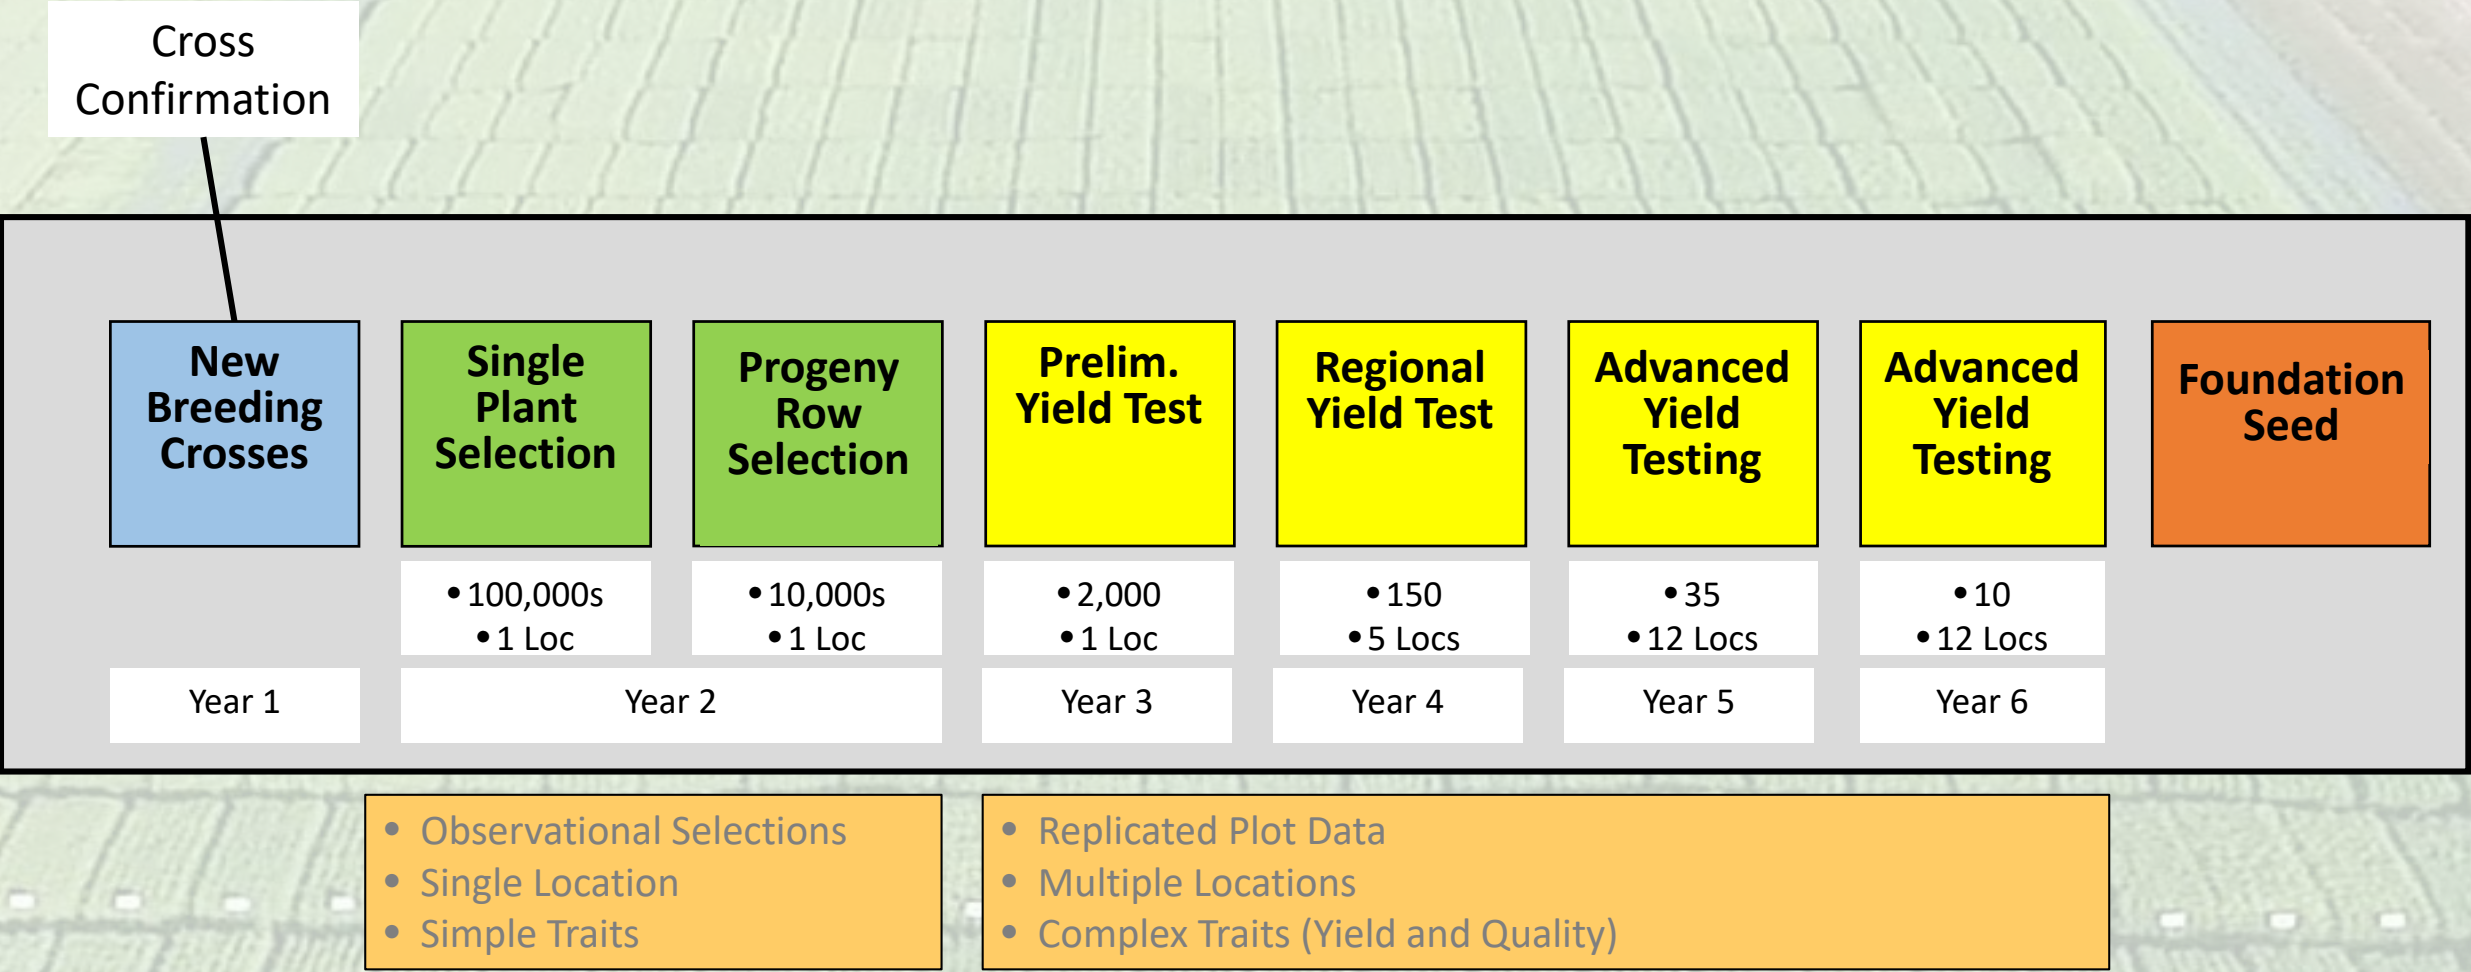 Cross
Confirmation
New
Breeding
Crosses
Single
Plant
Selection
Progeny
Row
Selection
Prelim.
Yield Test
Regional
Yield Test
Advanced
Yield
Testing
Advanced
Yield
Testing
Foundation
Seed
•100,000s
•1 Loc
•10,000s
•1 Loc
•2,000
•1 Loc
•150
•5 Locs
•35
•12 Locs
•10
•12 Locs
Year 1
Year 2
Year 3
Year 4
Year 5
Year 6
• Observational Selections
• Single Location
• Simple Traits
• Replicated Plot Data
• Multiple Locations
• Complex Traits (Yield and Quality)